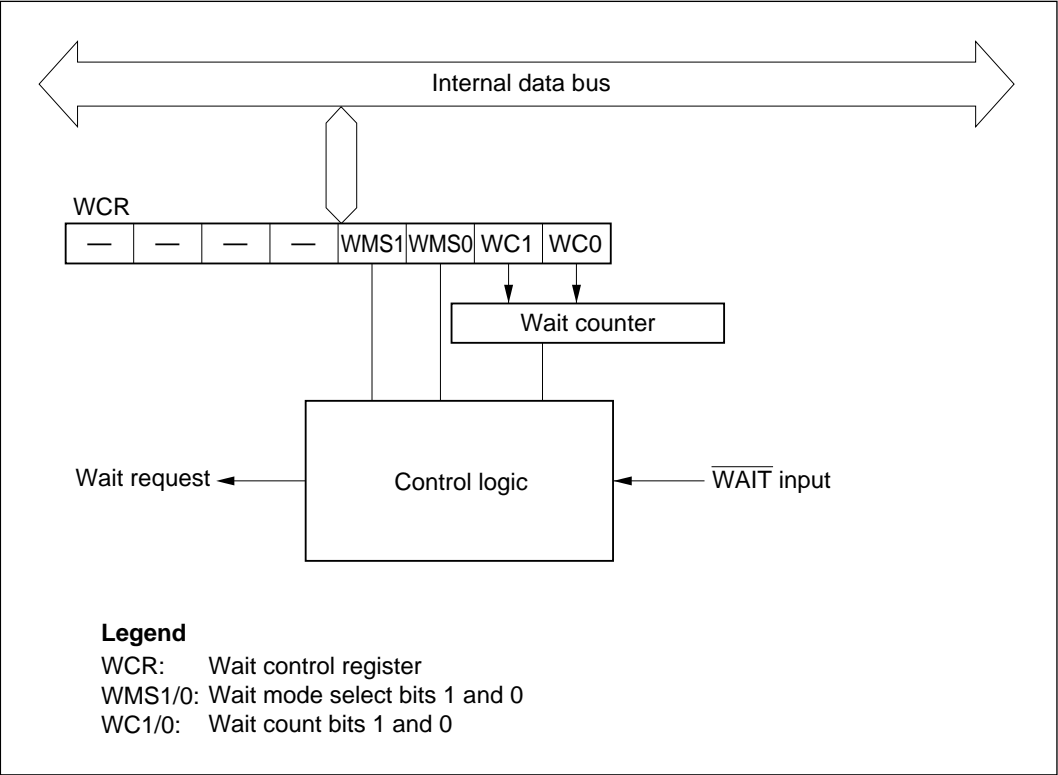 Internal data bus
WCR
— — — — WMS1 WMS0 WC1 WC0
Wait counter
Wait request Control logic W̅A̅I̅T̅ input
Legend
WCR: Wait control register
WMS1/0: Wait mode select bits 1 and 0
WC1/0: Wait count bits 1 and 0